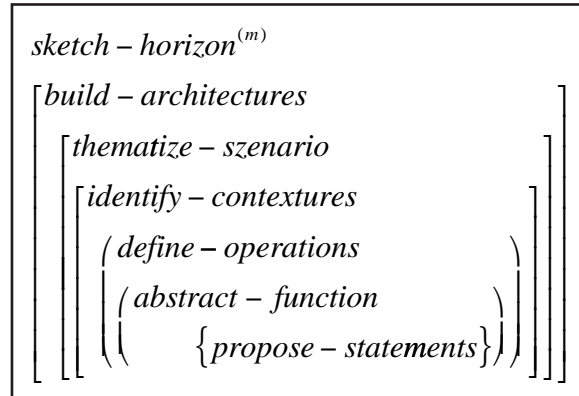 sketch – horizon⁽ᵐ⁾
build – architectures
thematize – szenario
identify – contextures
define – operations
abstract – function
{propose – statements}